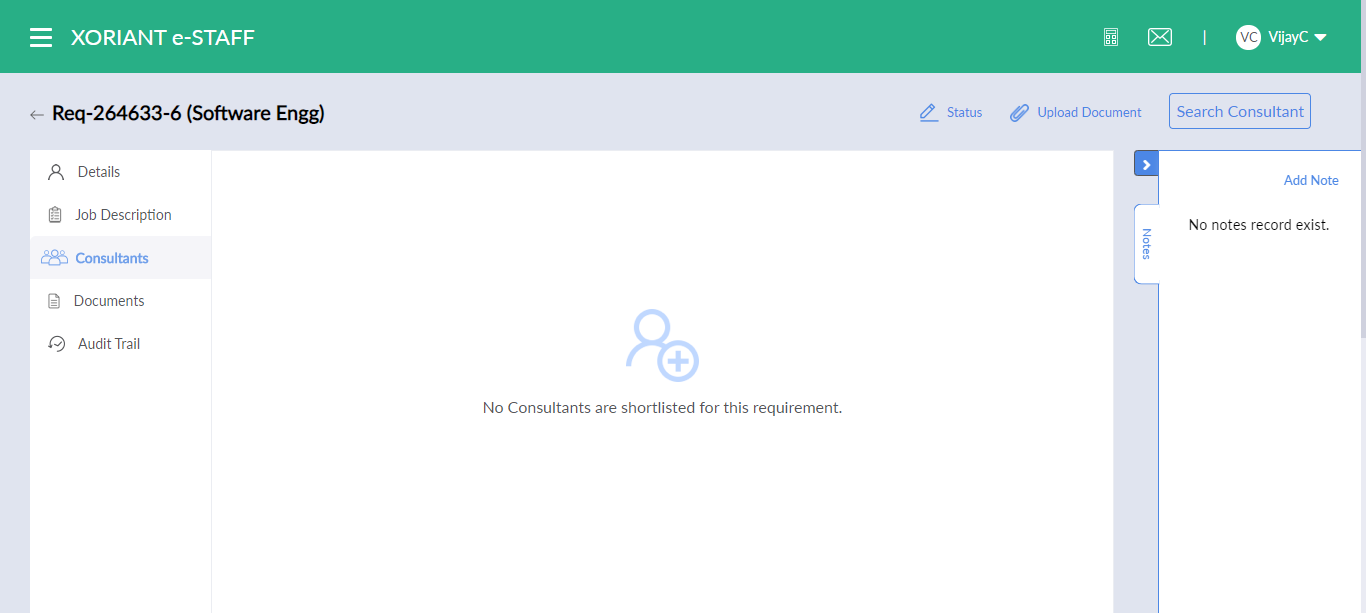 XORIANT e-STAFF
|
VC VijayC
← Req-264633-6 (Software Engg)
Status
Upload Document
Search Consultant
Details
Job Description
Consultants
Documents
Audit Trail
No Consultants are shortlisted for this requirement.
Add Note
Notes
No notes record exist.